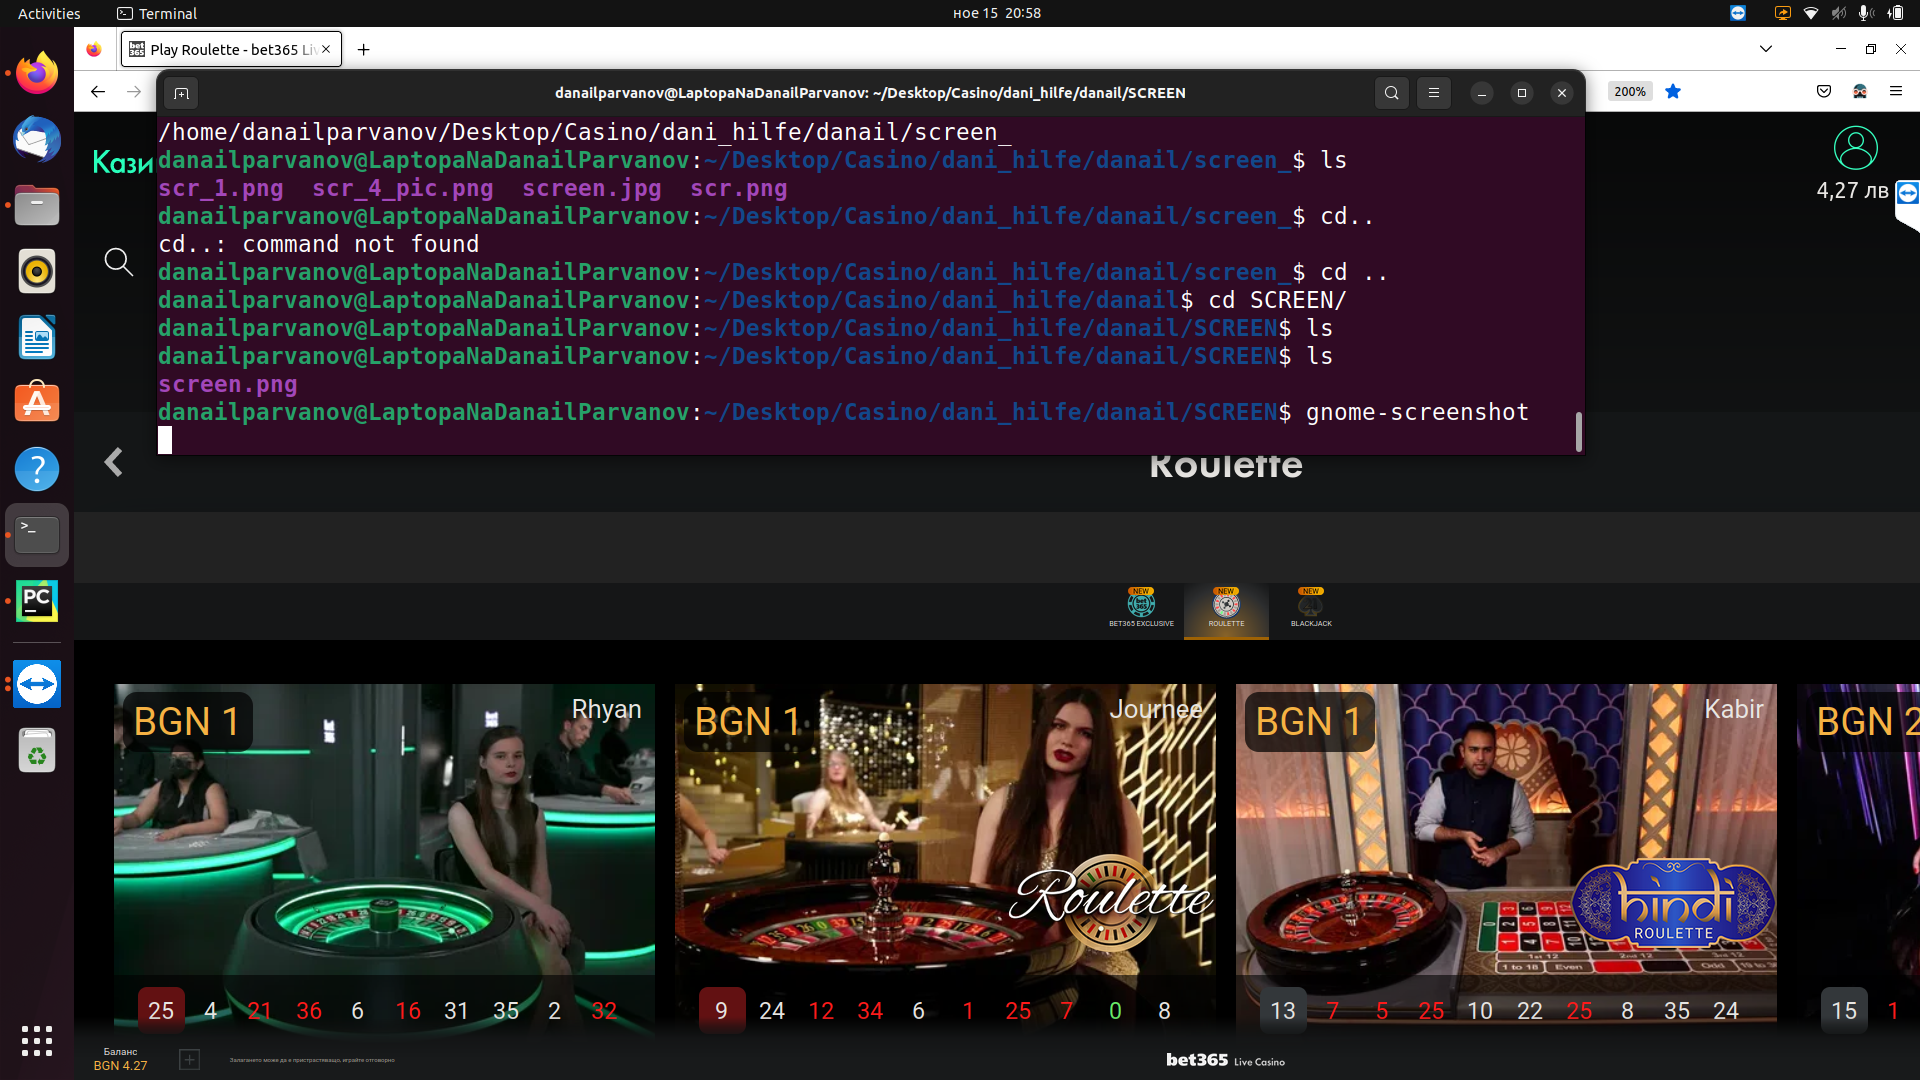 Activities
Terminal
ное 15 20:58
Play Roulette - bet365 Li
200%
danailparvanov@LaptopaNaDanailParvanov: ~/Desktop/Casino/dani_hilfe/danail/SCREEN
/home/danailparvanov/Desktop/Casino/dani_hilfe/danail/screen_
danailparvanov@LaptopaNaDanailParvanov:~/Desktop/Casino/dani_hilfe/danail/screen_$ ls
scr_1.png scr_4_pic.png screen.jpg scr.png
danailparvanov@LaptopaNaDanailParvanov:~/Desktop/Casino/dani_hilfe/danail/screen_$ cd..
cd..: command not found
danailparvanov@LaptopaNaDanailParvanov:~/Desktop/Casino/dani_hilfe/danail/screen_$ cd ..
danailparvanov@LaptopaNaDanailParvanov:~/Desktop/Casino/dani_hilfe/danail$ cd SCREEN/
danailparvanov@LaptopaNaDanailParvanov:~/Desktop/Casino/dani_hilfe/danail/SCREEN$ ls
danailparvanov@LaptopaNaDanailParvanov:~/Desktop/Casino/dani_hilfe/danail/SCREEN$ ls
screen.png
danailparvanov@LaptopaNaDanailParvanov:~/Desktop/Casino/dani_hilfe/danail/SCREEN$ gnome-screenshot
Кази
4,27 лв
Roulette
NEW
BET365 EXCLUSIVE
NEW
ROULETTE
NEW
BLACKJACK
BGN 1
Rhyan
25 4 21 36 6 16 31 35 2 32
BGN 1
Journee
Roulette
9 24 12 34 6 1 25 7 0 8
BGN 1
Kabir
hindi
ROULETTE
13 7 5 25 10 22 25 8 35 24
BGN 2
15 1
Баланс
BGN 4.27
Залагането може да е пристрастяващо, играйте отговорно
bet365 Live Casino